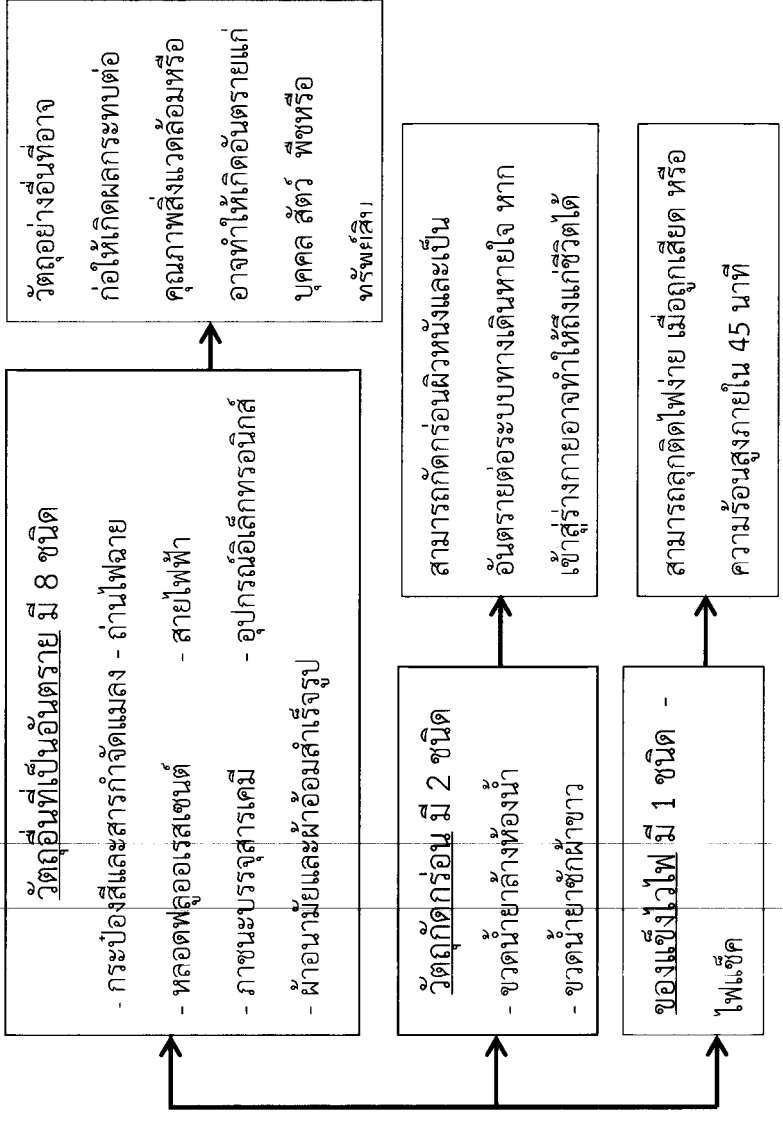 วัตถุอื่นที่เป็นอันตราย มี 8 ชนิด
- กระป๋องสีและสารกำจัดแมลง - ถ่านไฟฉาย
- หลอดฟลูออเรสเซนต์ - สายไฟฟ้า
- ภาชนะบรรจุสารเคมี - อุปกรณ์อิเล็กทรอนิกส์
- ผ้าอนามัยและผ้าอ้อมสำเร็จรูป
วัตถุอย่างอื่นที่อาจ
ก่อให้เกิดผลกระทบต่อ
คุณภาพสิ่งแวดล้อมหรือ
อาจทำให้เกิดอันตรายแก่
บุคคล สัตว์ พืชหรือ
ทรัพย์สิน
วัตถุกัดกร่อน มี 2 ชนิด
- ขวดน้ำยาล้างห้องน้ำ
- ขวดน้ำยาซักผ้าขาว
สามารถกัดกร่อนผิวหนังและเป็น
อันตรายต่อระบบทางเดินหายใจ หาก
เข้าสู่ร่างกายอาจทำให้ถึงแก่ชีวิตได้
ของแข็งไวไฟ มี 1 ชนิด -
ไฟแช็ค
สามารถลุกติดไฟง่าย เมื่อถูกเสียด หรือ
ความร้อนสูงภายใน 45 นาที